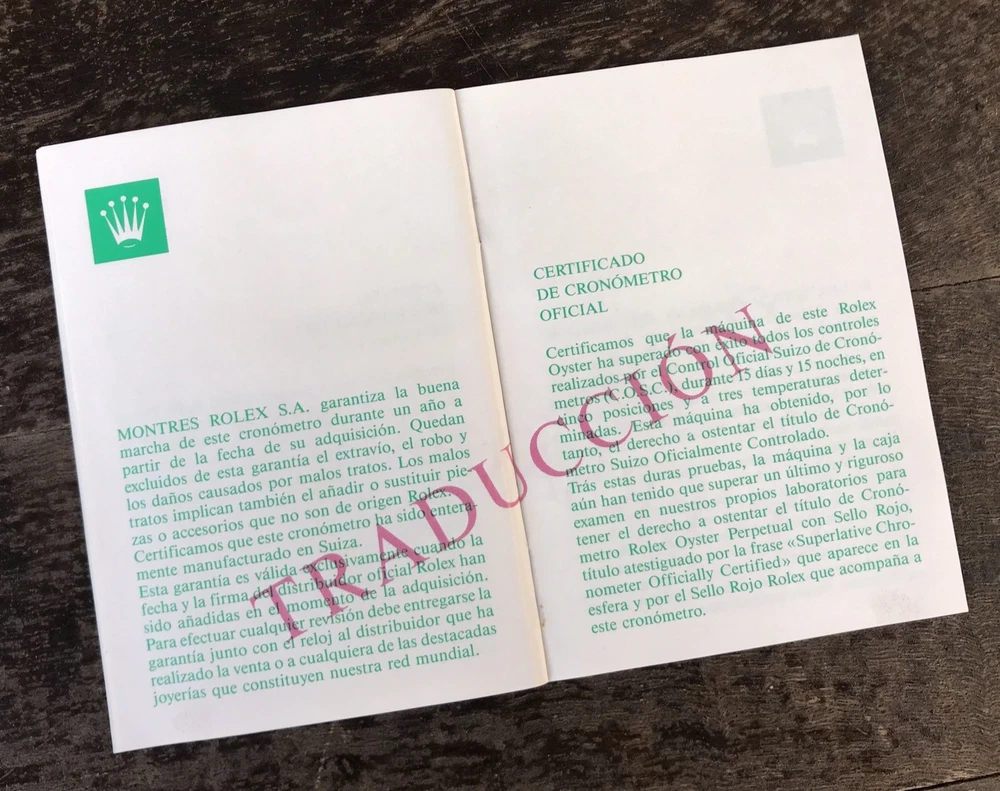 MONTRES ROLEX S.A. garantiza la buena
marcha de este cronómetro durante un año a
partir de la fecha de su adquisición. Quedan
excluidos de esta garantía el extravío, el robo y
los daños causados por malos tratos. Los malos
tratos implican también el añadir o sustituir pie-
zas o accesorios que no son de origen Rolex.
Certificamos que este cronómetro ha sido entera-
mente manufacturado en Suiza.
Esta garantía es válida exclusivamente cuando la
fecha y la firma del distribuidor oficial Rolex han
sido añadidas en el momento de la adquisición.
Para efectuar cualquier revisión debe entregarse la
garantía junto con el reloj al distribuidor que ha
realizado la venta o a cualquiera de las destacadas
joyerías que constituyen nuestra red mundial.
TRADUCCIÓN
CERTIFICADO
DE CRONÓMETRO
OFICIAL
Certificamos que la máquina de este Rolex
Oyster ha superado con éxito todos los controles
realizados por el Control Oficial Suizo de Cronó-
metros (C.O.S.C.), durante 15 días y 15 noches, en
cinco posiciones y a tres temperaturas deter-
minadas. Esta máquina ha obtenido, por lo
tanto, el derecho a ostentar el título de Cronó-
metro Suizo Oficialmente Controlado.
Trás estas duras pruebas, la máquina y la caja
aún han tenido que superar un último y riguroso
examen en nuestros propios laboratorios para
tener el derecho a ostentar el título de Cronó-
metro Rolex Oyster Perpetual con Sello Rojo,
título atestiguado por la frase «Superlative Chro-
nometer Officially Certified» que aparece en la
esfera y por el Sello Rojo Rolex que acompaña a
este cronómetro.